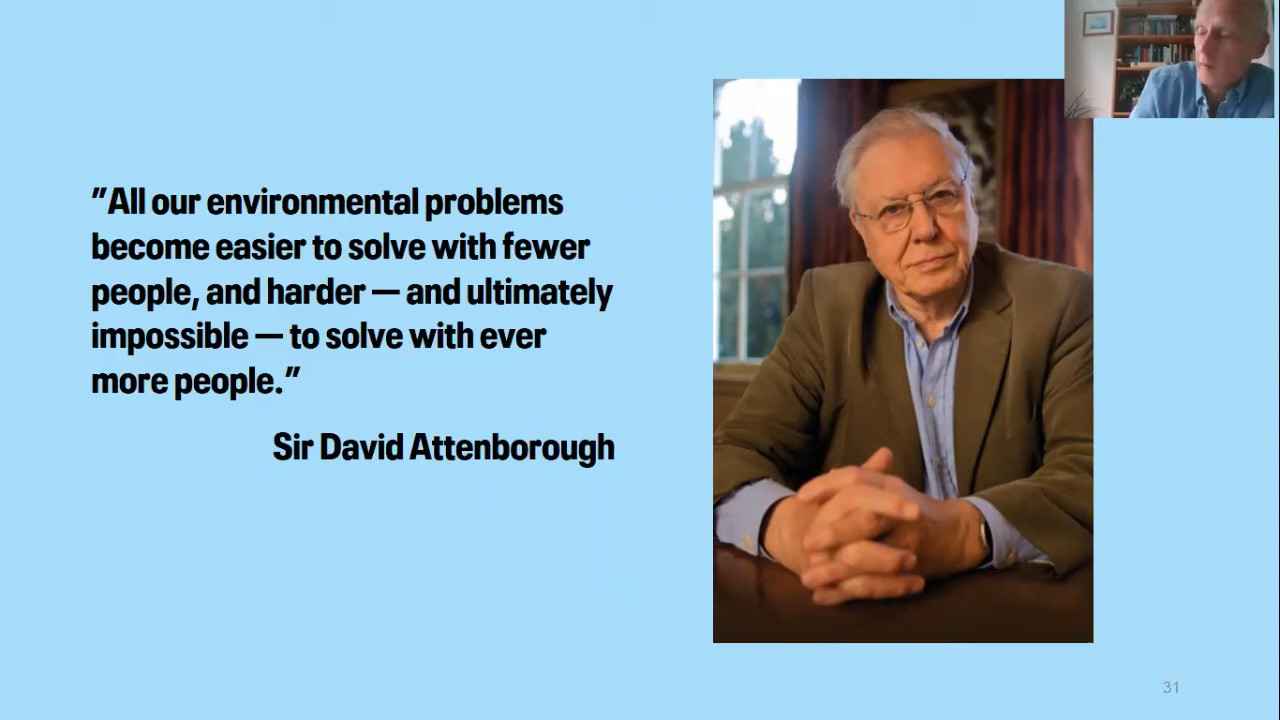 "All our environmental problems
become easier to solve with fewer
people, and harder — and ultimately
impossible — to solve with ever
more people."
Sir David Attenborough
31